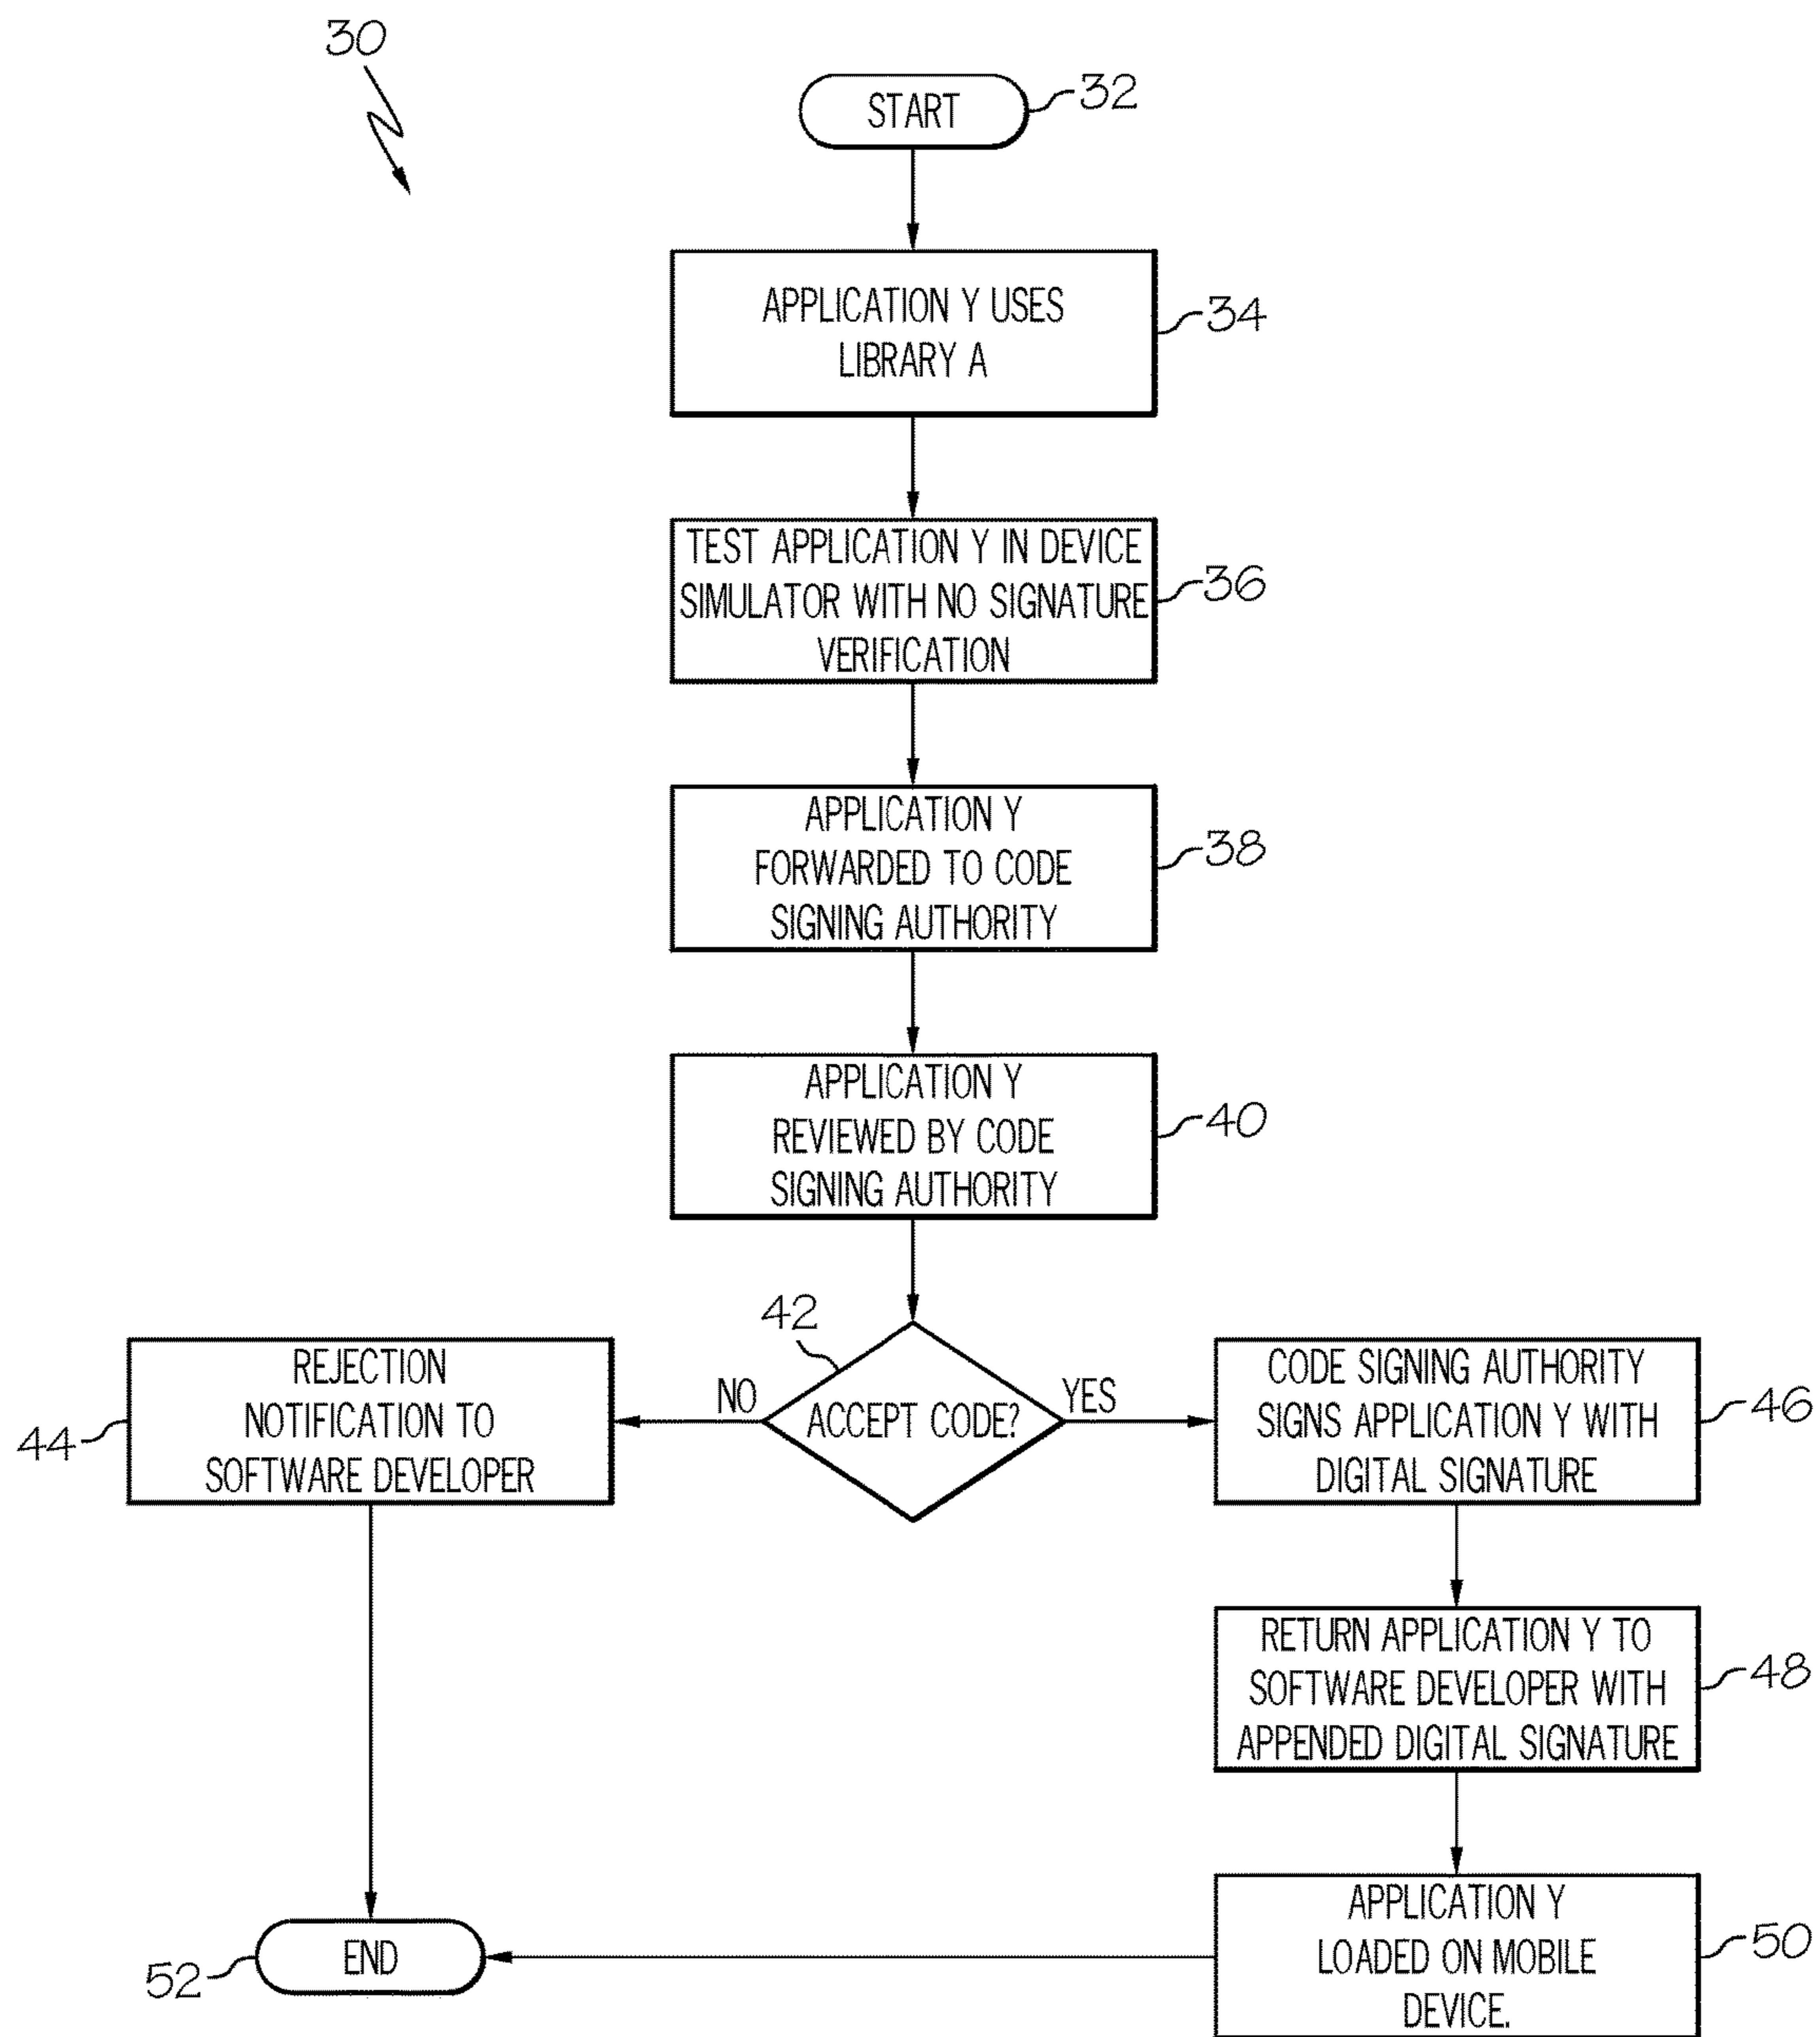 30
START
32
APPLICATION Y USES
LIBRARY A
34
TEST APPLICATION Y IN DEVICE
SIMULATOR WITH NO SIGNATURE
VERIFICATION
36
APPLICATION Y
FORWARDED TO CODE
SIGNING AUTHORITY
38
APPLICATION Y
REVIEWED BY CODE
SIGNING AUTHORITY
40
42
ACCEPT CODE?
NO
YES
REJECTION
NOTIFICATION TO
SOFTWARE DEVELOPER
44
CODE SIGNING AUTHORITY
SIGNS APPLICATION Y WITH
DIGITAL SIGNATURE
46
RETURN APPLICATION Y TO
SOFTWARE DEVELOPER WITH
APPENDED DIGITAL SIGNATURE
48
APPLICATION Y
LOADED ON MOBILE
DEVICE.
50
END
52